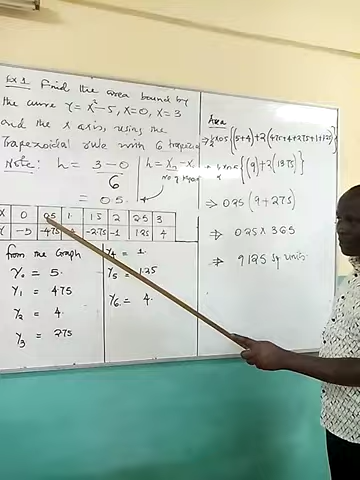 Ex 1. Find the area bound by
the curve Y = x² - 5, x=0, x=3
and the x axis, using the
Trapezoidal rule with 6 trapezia
Note: h = 3 - 0 / 6 h = Xn - X
= 0.5.
X 0 0.5 1 1.5 2 2.5 3
-5 -4.75 -2.75 -1 1.25 4
from the Graph
Y₀ = 5.
Y₁ = 4.75
Y₂ = 4.
Y₃ = 2.75
Y₄ = 1.
Y₅ = 1.25
Y₆ = 4.
Area
⇒ ½ x 0.5 {(5+4) + 2(4.75+4+2.75+1+1.25)}
x 0.5 {(9) + 2(13.75)}
⇒ 0.25 (9 + 27.5)
⇒ 0.25 x 36.5
⇒ 9.125 sq units.